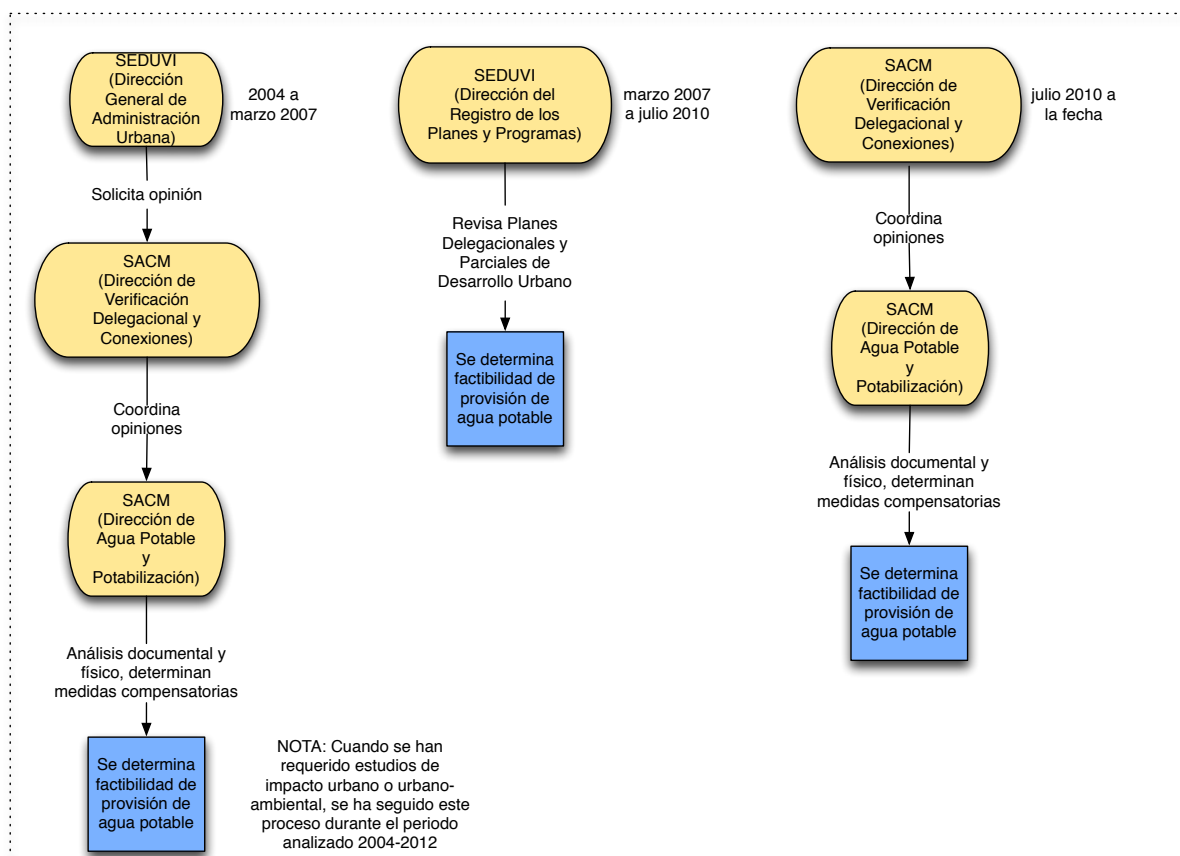 SEDUVI
(Dirección
General de
Administración
Urbana)
2004 a
marzo 2007
Solicita opinión
SACM
(Dirección de
Verificación
Delegacional y
Conexiones)
Coordina
opiniones
SACM
(Dirección de
Agua Potable
y
Potabilización)
Análisis documental y
físico, determinan
medidas compensatorias
Se determina
factibilidad de
provisión de
agua potable
NOTA: Cuando se han
requerido estudios de
impacto urbano o urbano-
ambiental, se ha seguido este
proceso durante el periodo
analizado 2004-2012
SEDUVI
(Dirección del
Registro de los
Planes y Programas)
marzo 2007
a julio 2010
Revisa Planes
Delegacionales y
Parciales de
Desarrollo Urbano
Se determina
factibilidad de
provisión de
agua potable
SACM
(Dirección de
Verificación
Delegacional y
Conexiones)
julio 2010 a
la fecha
Coordina
opiniones
SACM
(Dirección de
Agua Potable
y
Potabilización)
Análisis documental y
físico, determinan
medidas compensatorias
Se determina
factibilidad de
provisión de
agua potable